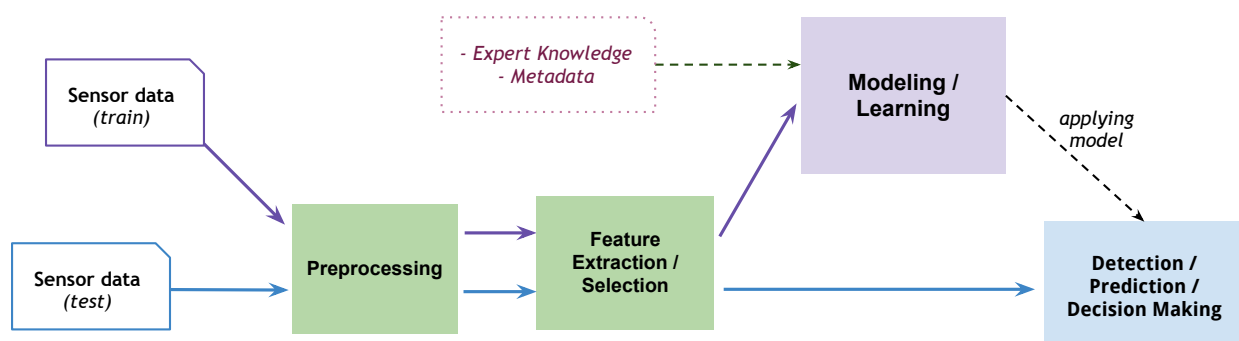 - Expert Knowledge
- Metadata
Modeling /
Learning
Sensor data
(train)
applying
model
Preprocessing
Feature
Extraction /
Selection
Sensor data
(test)
Detection /
Prediction /
Decision Making